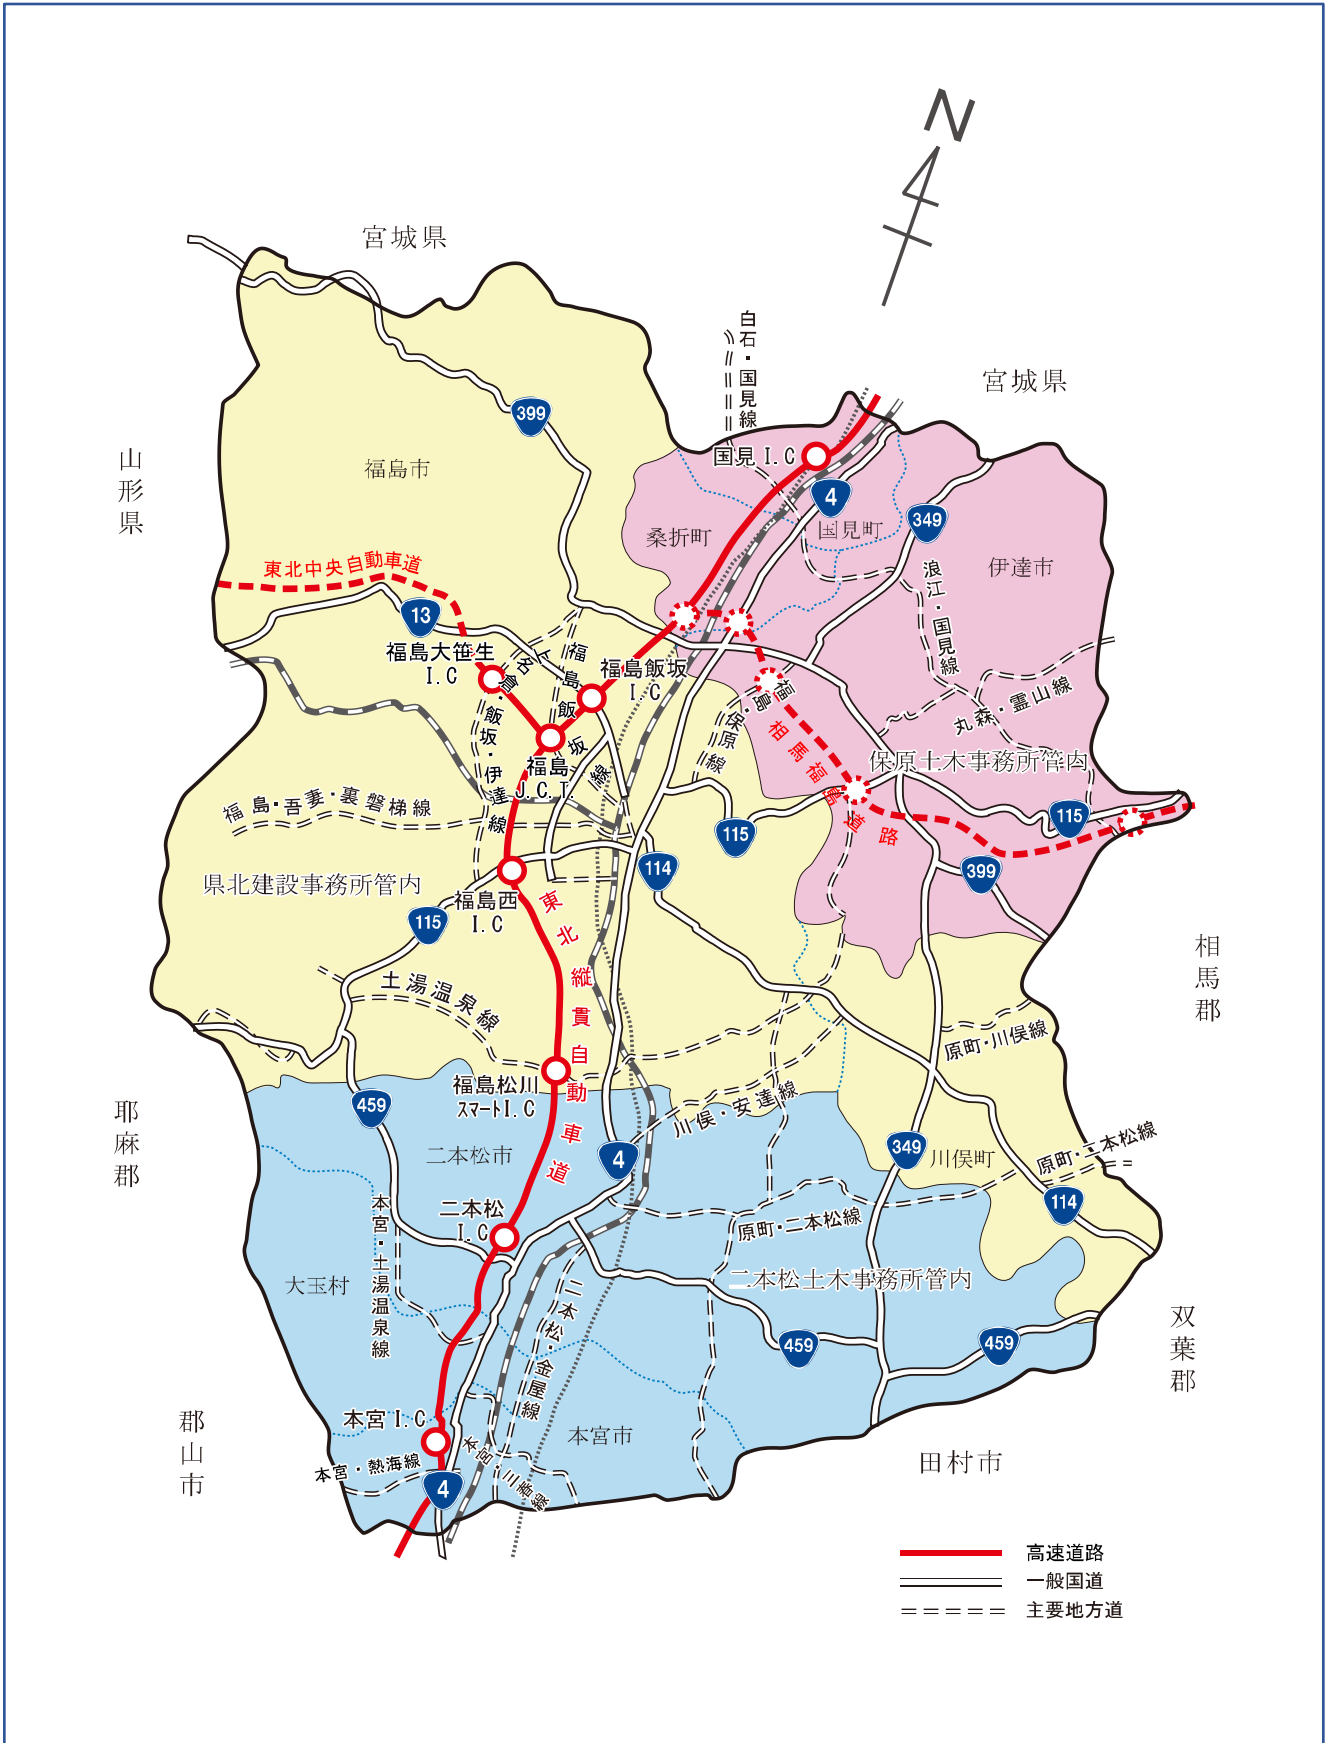 N
宮城県
宮城県
白石・国見線
399
国見 I.C
4
福島市
山形県
桑折町
国見町
349
伊達市
浪江・国見線
東北中央自動車道
13
福島大笹生
I.C
上名倉・飯坂・伊達線
福島飯坂線
福島飯坂
I.C
福島・保原線
相馬福島道路
丸森・霊山線
保原土木事務所管内
福島
J.C.T
福島・吾妻・裏磐梯線
115
115
114
399
県北建設事務所管内
福島西
I.C
115
東北縦貫自動車道
土湯温泉線
相馬郡
原町・川俣線
福島松川
スマートI.C
459
川俣・安達線
耶麻郡
二本松市
4
349
川俣町
原町・二本松線
114
本宮・土湯温泉線
二本松
I.C
原町・二本松線
大玉村
二本松土木事務所管内
二本松・金屋線
459
459
双葉郡
郡山市
本宮 I.C
本宮市
本宮・熱海線
本宮・三春線
4
田村市
高速道路
一般国道
主要地方道